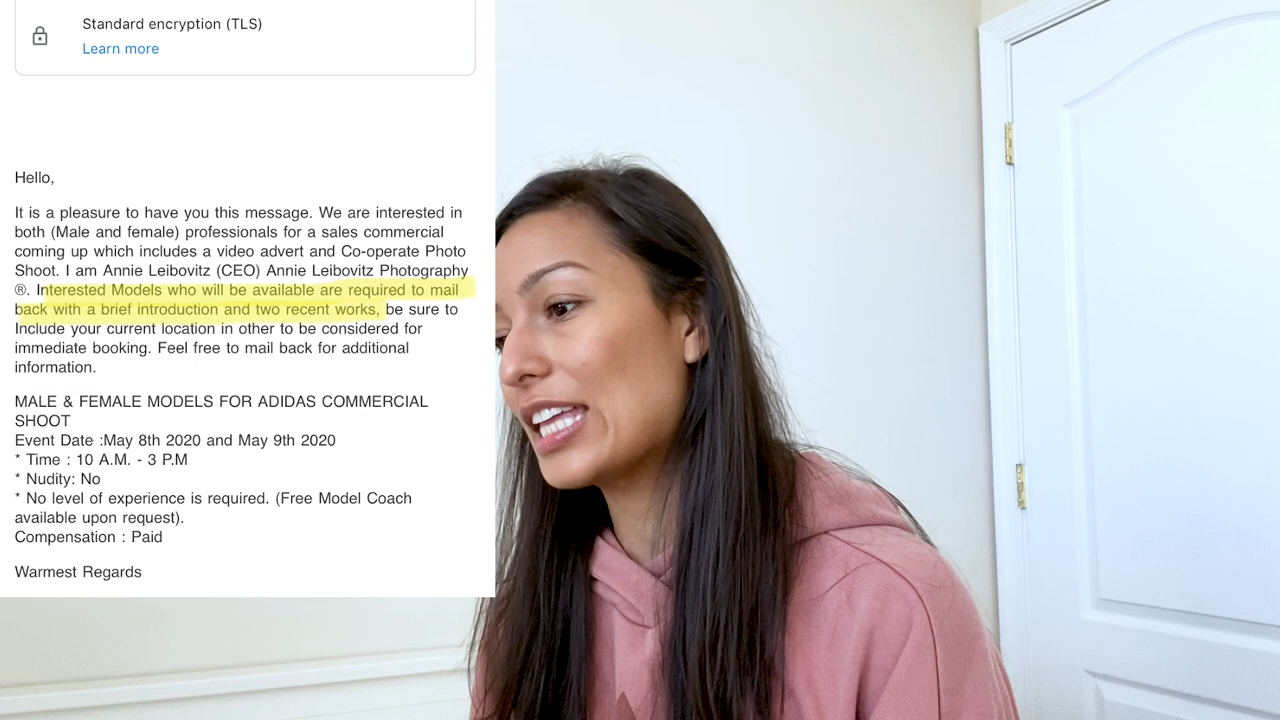 Standard encryption (TLS)
Learn more
Hello,
It is a pleasure to have you this message. We are interested in
both (Male and female) professionals for a sales commercial
coming up which includes a video advert and Co-operate Photo
Shoot. I am Annie Leibovitz (CEO) Annie Leibovitz Photography
®. Interested Models who will be available are required to mail
back with a brief introduction and two recent works, be sure to
Include your current location in other to be considered for
immediate booking. Feel free to mail back for additional
information.
MALE & FEMALE MODELS FOR ADIDAS COMMERCIAL
SHOOT
Event Date :May 8th 2020 and May 9th 2020
* Time : 10 A.M. - 3 P.M
* Nudity: No
* No level of experience is required. (Free Model Coach
available upon request).
Compensation : Paid
Warmest Regards